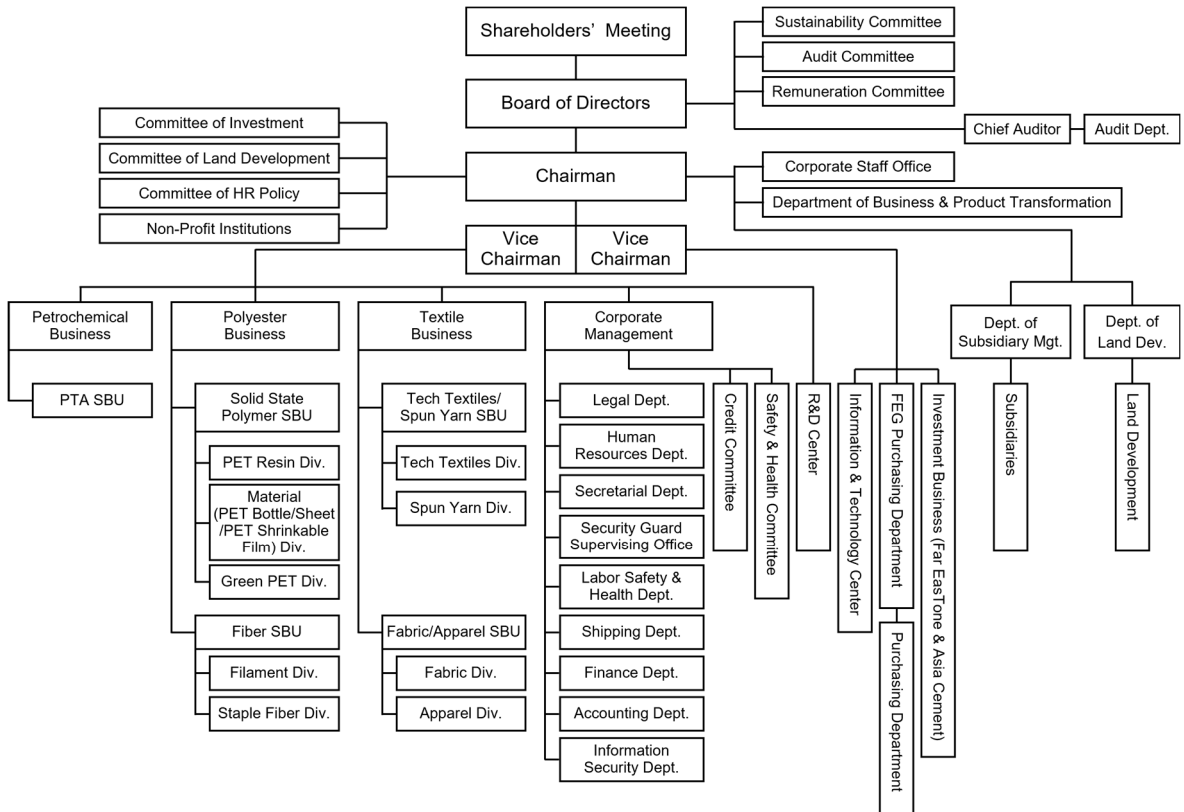 Shareholders’ Meeting
Board of Directors
Sustainability Committee
Audit Committee
Remuneration Committee
Chief Auditor
Audit Dept.
Committee of Investment
Committee of Land Development
Committee of HR Policy
Non-Profit Institutions
Chairman
Corporate Staff Office
Department of Business & Product Transformation
Vice
Chairman
Vice
Chairman
Petrochemical
Business
Polyester
Business
Textile
Business
Corporate
Management
Dept. of
Subsidiary Mgt.
Dept. of
Land Dev.
PTA SBU
Solid State
Polymer SBU
PET Resin Div.
Material
(PET Bottle/Sheet
/PET Shrinkable
Film) Div.
Green PET Div.
Fiber SBU
Filament Div.
Staple Fiber Div.
Tech Textiles/
Spun Yarn SBU
Tech Textiles Div.
Spun Yarn Div.
Fabric/Apparel SBU
Fabric Div.
Apparel Div.
Legal Dept.
Human
Resources Dept.
Secretarial Dept.
Security Guard
Supervising Office
Labor Safety &
Health Dept.
Shipping Dept.
Finance Dept.
Accounting Dept.
Information
Security Dept.
Credit Committee
Safety & Health Committee
R&D Center
Information & Technology Center
FEG Purchasing Department
Purchasing Department
Investment Business (Far EasTone & Asia Cement)
Subsidiaries
Land Development